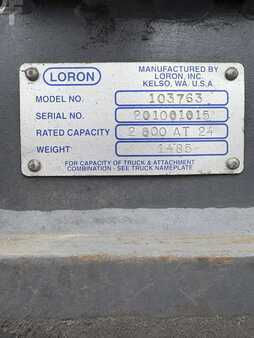 LORON
MANUFACTURED BY
LORON, INC.
KELSO, WA. U.S.A
MODEL NO. 103763
SERIAL NO. 201001015
RATED CAPACITY 2 800 AT 24
WEIGHT 1485
FOR CAPACITY OF TRUCK & ATTACHMENT
COMBINATION - SEE TRUCK NAMEPLATE